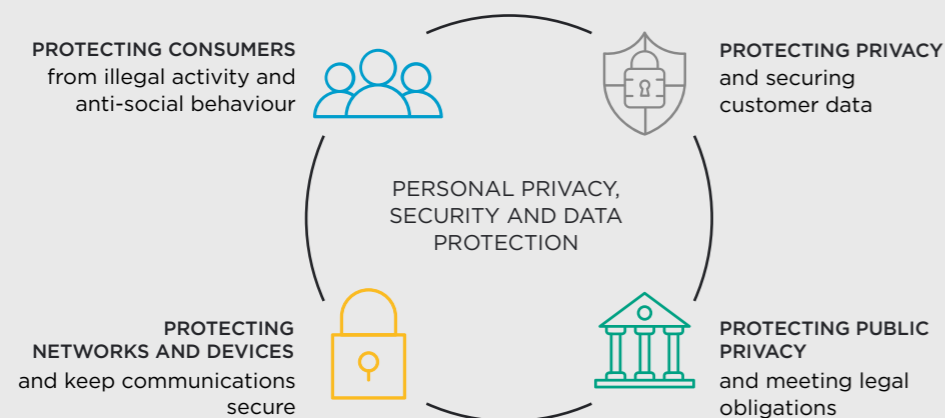 PROTECTING CONSUMERS
from illegal activity and
anti-social behaviour
PROTECTING PRIVACY
and securing
customer data
PERSONAL PRIVACY,
SECURITY AND DATA
PROTECTION
PROTECTING
NETWORKS AND DEVICES
and keep communications
secure
PROTECTING PUBLIC
PRIVACY
and meeting legal
obligations